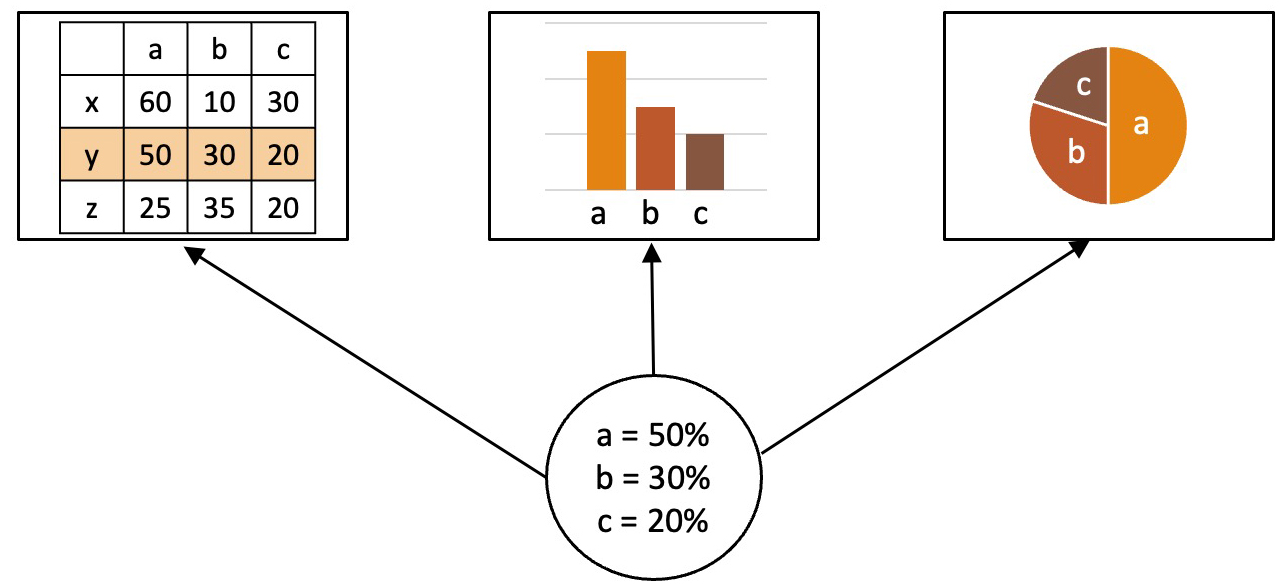 a b c
x 60 10 30
y 50 30 20
z 25 35 20
a b c
c
a
b
a = 50%
b = 30%
c = 20%